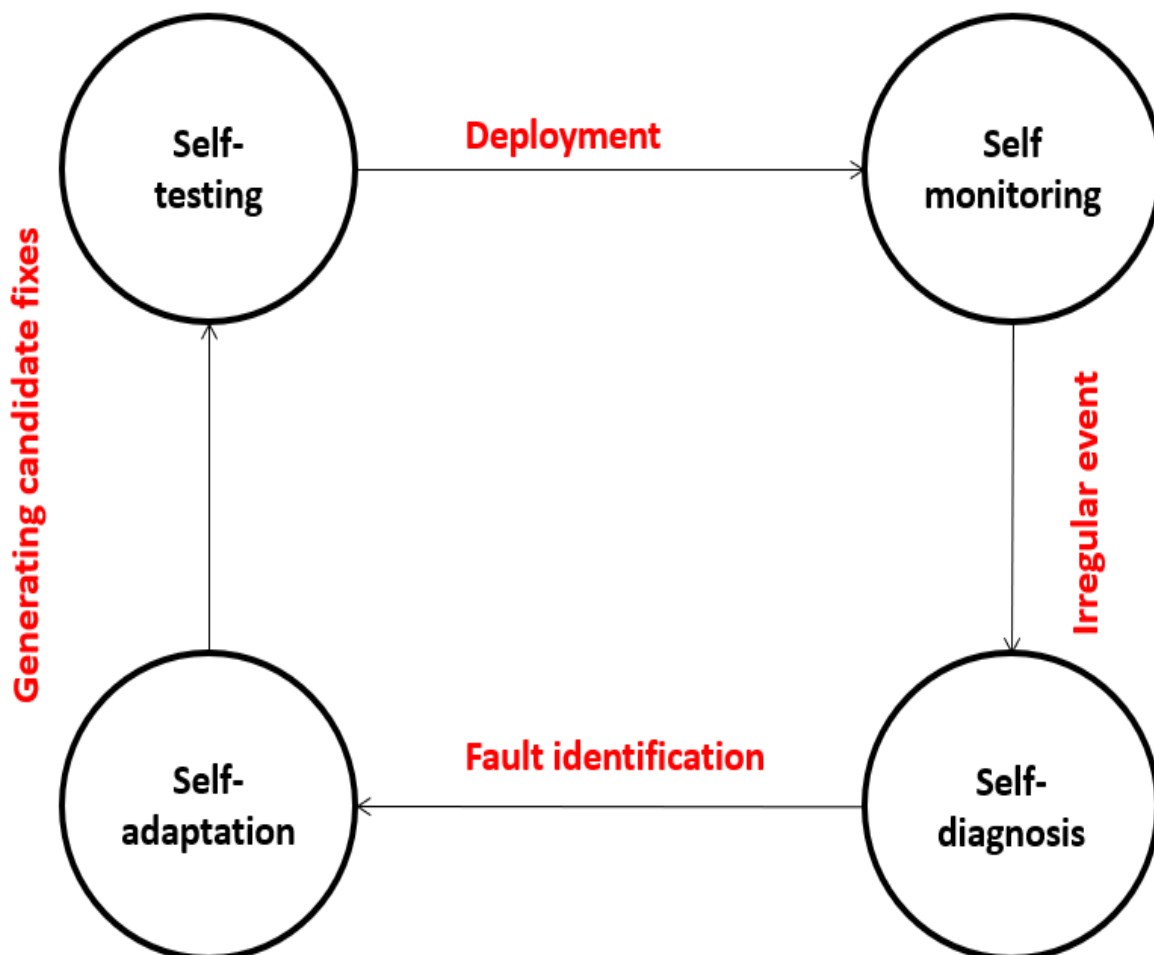 Self-
testing
Deployment
Self
monitoring
Generating candidate fixes
Irregular event
Self-
adaptation
Fault identification
Self-
diagnosis